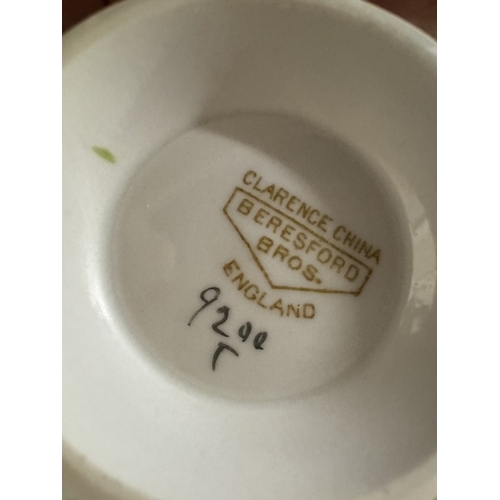 CLARENCE CHINA
BERESFORD
BROS.
ENGLAND
9200
T